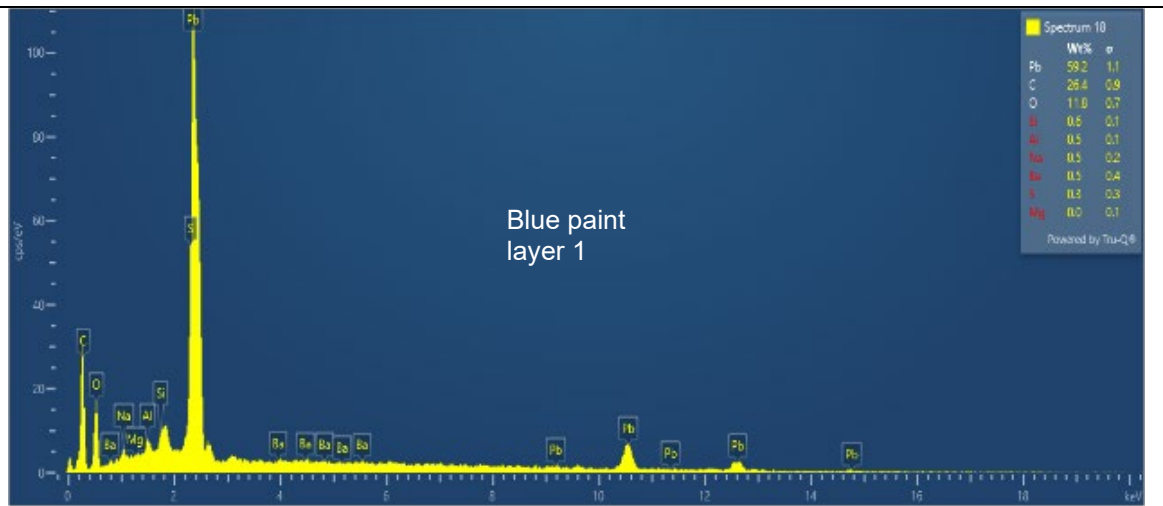 Pb
Spectrum 18
Wt% σ
Pb 59.2 1.1
C 26.4 0.9
O 11.8 0.7
Si 0.6 0.1
Al 0.5 0.1
Na 0.5 0.2
Ba 0.5 0.4
S 0.3 0.3
Mg 0.0 0.1
Powered by Tru-Q®
100
80
60
40
20
0
cps/eV
S
Blue paint
layer 1
C
O
Ba
Na
Mg
Al
Si
Ba Ba Ba Ba Ba
Pb Pb Pb Pb Pb
0 2 4 6 8 10 12 14 16 18 keV